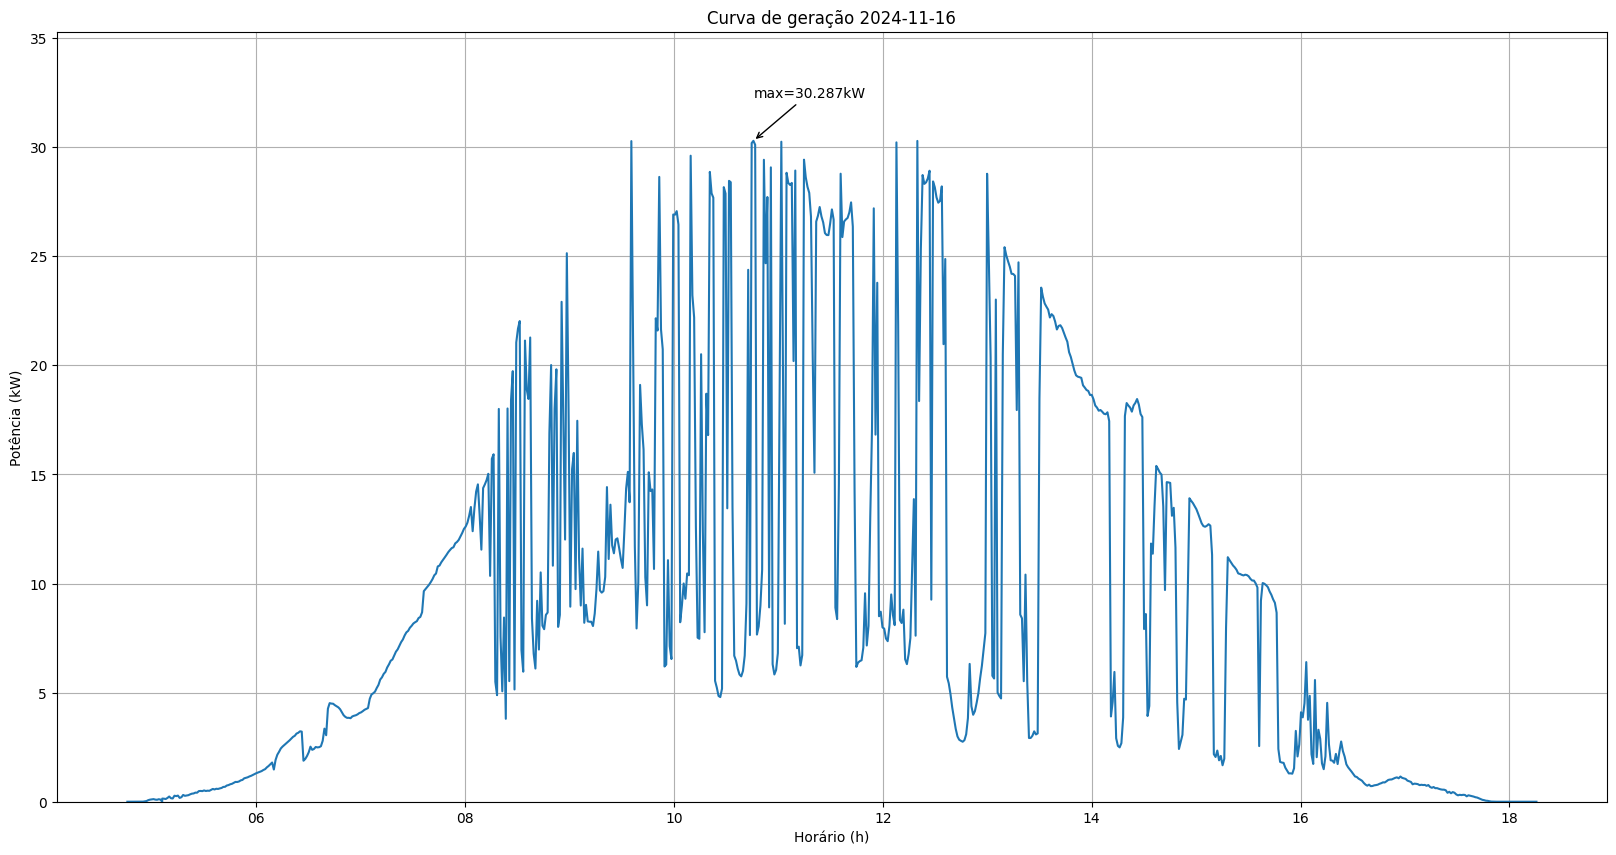 Curva de geração 2024-11-16
35
max=30.287kW
30
25
20
15
10
5
0
Potência (kW)
06 08 10 12 14 16 18
Horário (h)